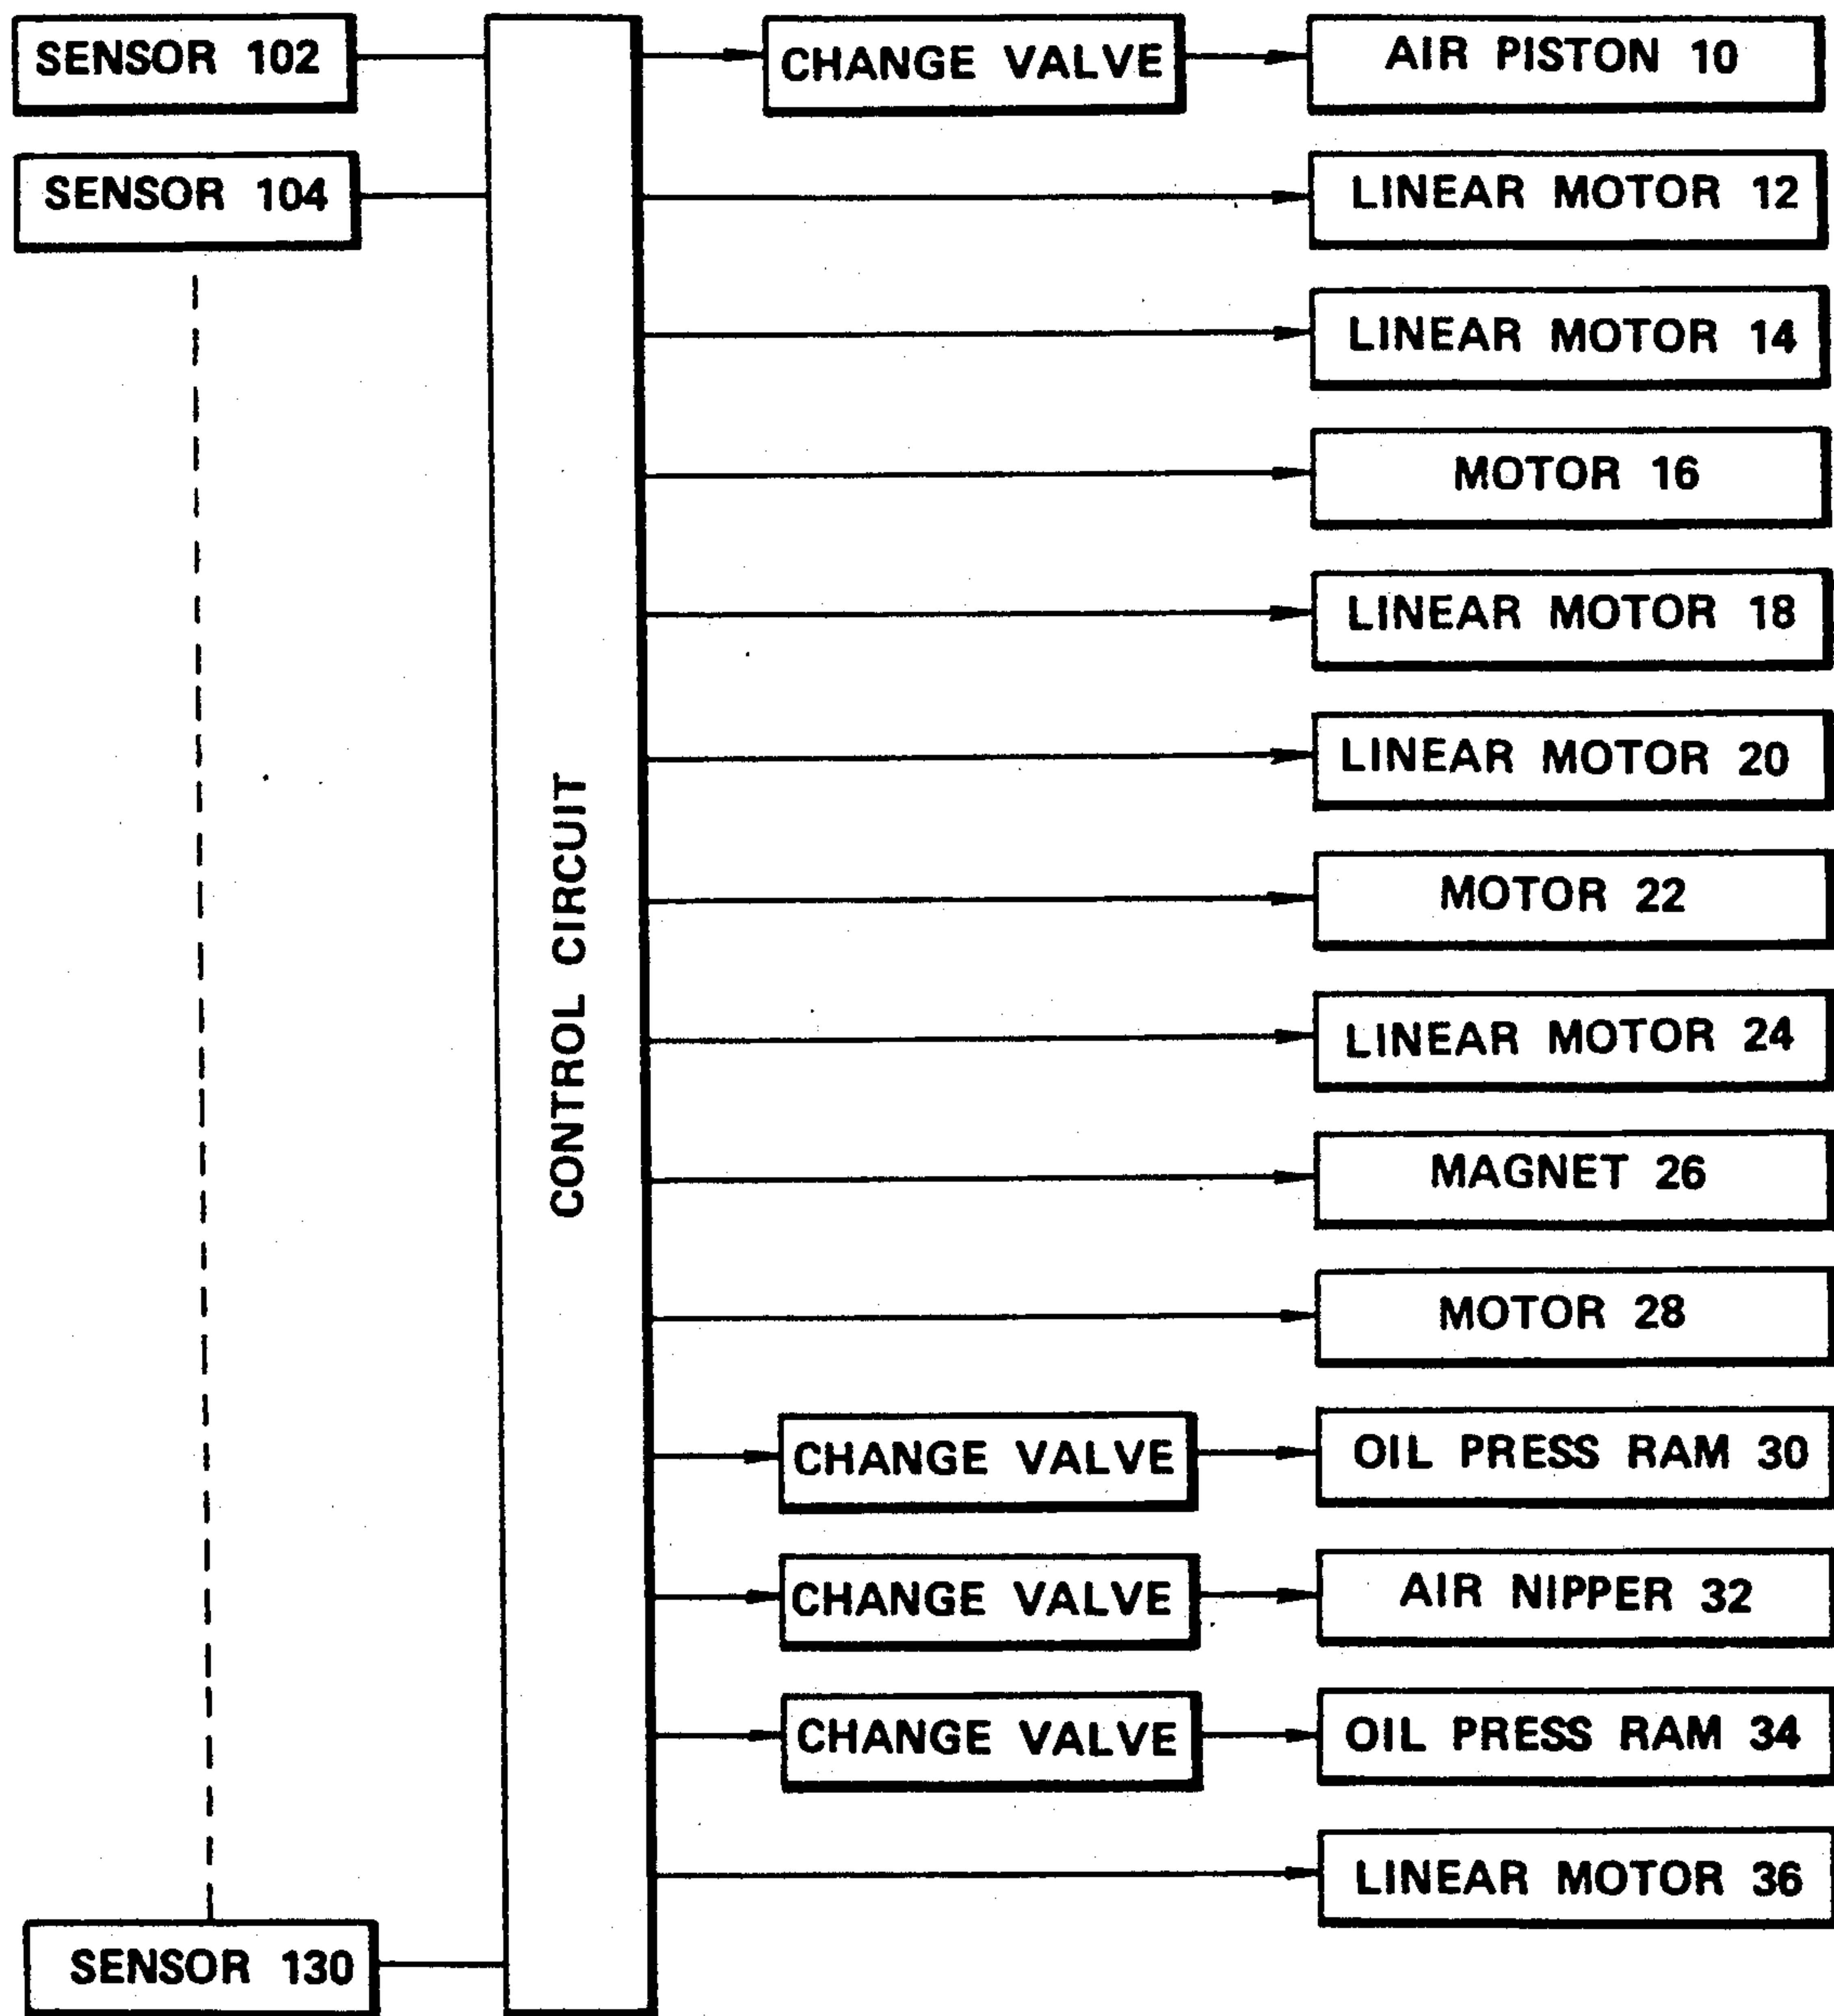 SENSOR 102
SENSOR 104
SENSOR 130
CONTROL CIRCUIT
CHANGE VALVE
AIR PISTON 10
LINEAR MOTOR 12
LINEAR MOTOR 14
MOTOR 16
LINEAR MOTOR 18
LINEAR MOTOR 20
MOTOR 22
LINEAR MOTOR 24
MAGNET 26
MOTOR 28
CHANGE VALVE
OIL PRESS RAM 30
CHANGE VALVE
AIR NIPPER 32
CHANGE VALVE
OIL PRESS RAM 34
LINEAR MOTOR 36